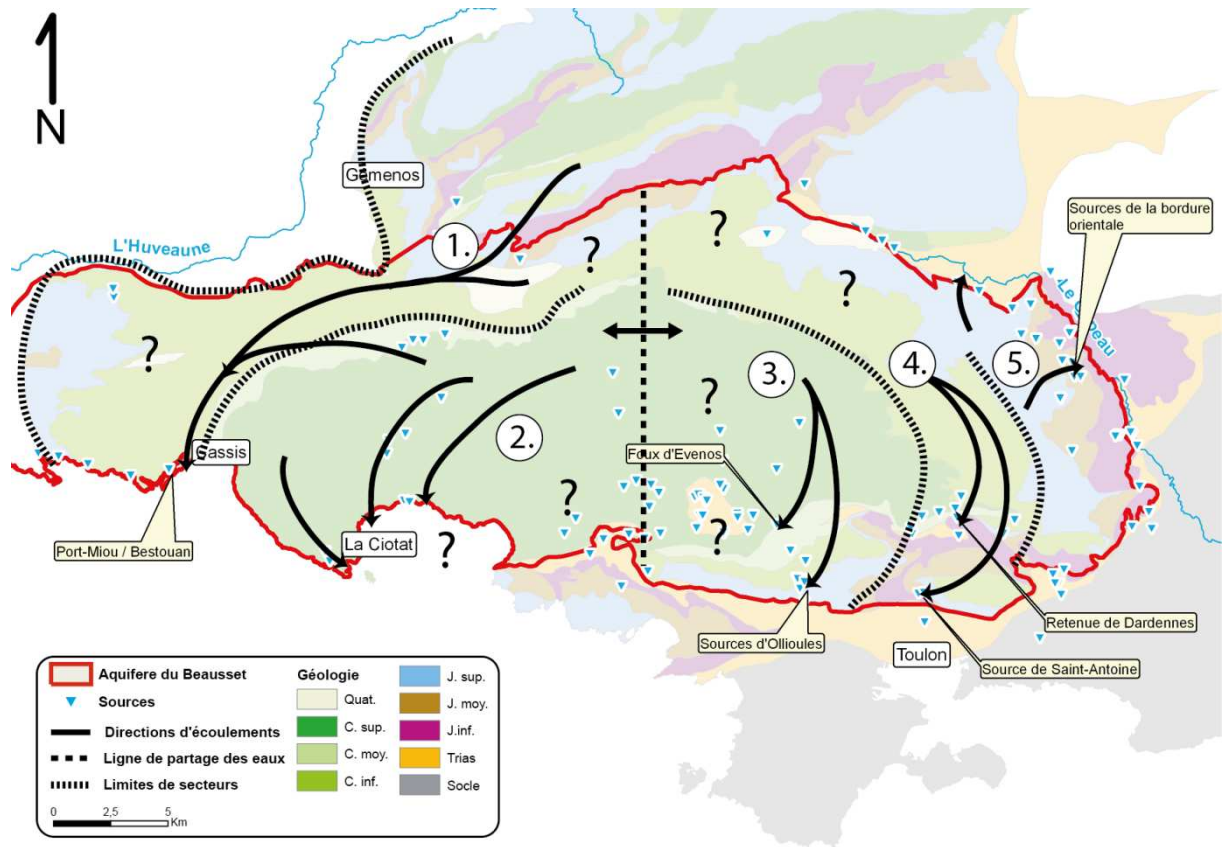 N
Gémenos
L'Huveaune
Sources de la bordure
orientale
Le Gapeau
1.
?
?
?
?
5.
4.
3.
?
2.
Foux d'Evenos
Cassis
?
?
Port-Miou / Bestouan
La Ciotat
?
Retenue de Dardennes
Sources d'Ollioules
Toulon
Source de Saint-Antoine
Aquifere du Beausset
Sources
Directions d'écoulements
Ligne de partage des eaux
Limites de secteurs
0 2,5 5
Km
Géologie
Quat.
C. sup.
C. moy.
C. inf.
J. sup.
J. moy.
J.inf.
Trias
Socle